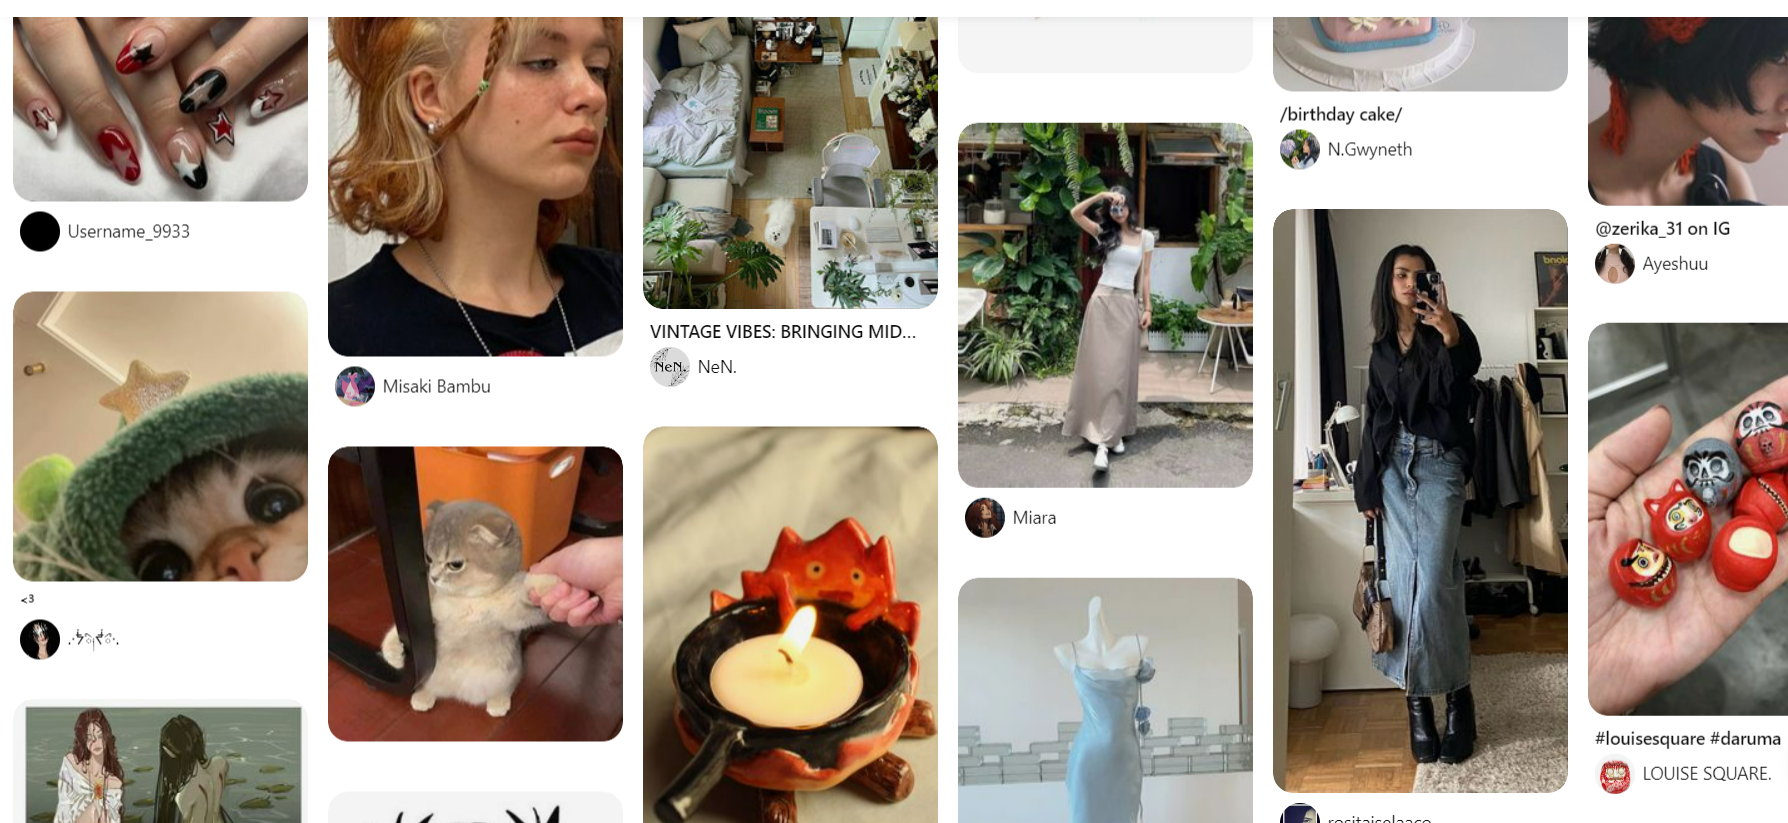 Username_9933
<3
Misaki Bambu
VINTAGE VIBES: BRINGING MID...
NeN.
NeN.
Miara
/birthday cake/
N.Gwyneth
@zerika_31 on IG
Ayeshuu
#louisesquare #daruma
LOUISE SQUARE.